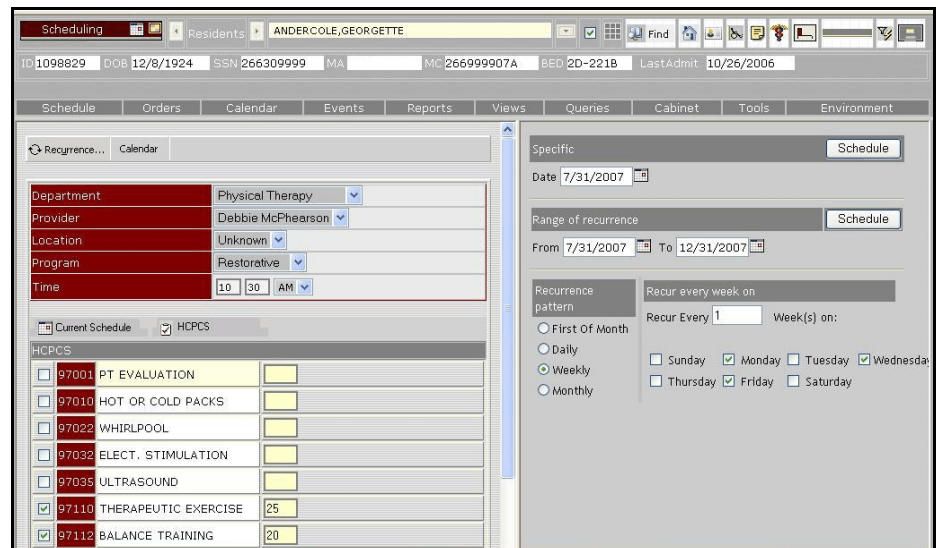 Scheduling Residents ANDERCOLE,GEORGETTE Find
ID 1098829 DOB 12/8/1924 SSN 266309999 MA MC 266999907A BED 2D-221B LastAdmit 10/26/2006
Schedule Orders Calendar Events Reports Views Queries Cabinet Tools Environment
Recurrence... Calendar
Department Physical Therapy
Provider Debbie McPhearson
Location Unknown
Program Restorative
Time 10 30 AM
Current Schedule HCPCS
HCPCS
97001 PT EVALUATION
97010 HOT OR COLD PACKS
97022 WHIRLPOOL
97032 ELECT. STIMULATION
97035 ULTRASOUND
97110 THERAPEUTIC EXERCISE 25
97112 BALANCE TRAINING 20
Specific Schedule
Date 7/31/2007
Range of recurrence Schedule
From 7/31/2007 To 12/31/2007
Recurrence
pattern
First Of Month
Daily
Weekly
Monthly
Recur every week on
Recur Every 1 Week(s) on:
Sunday Monday Tuesday Wednesday
Thursday Friday Saturday